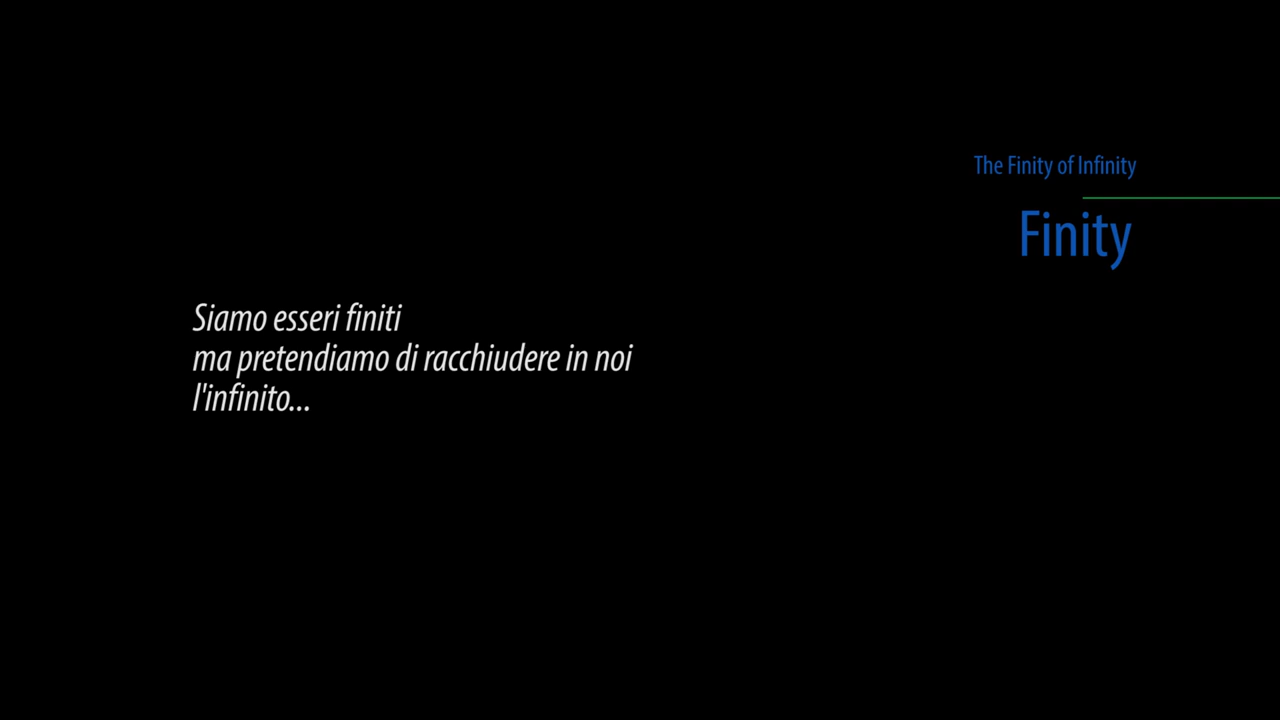 The Finity of Infinity
Finity
Siamo esseri finiti
ma pretendiamo di racchiudere in noi
l'infinito...